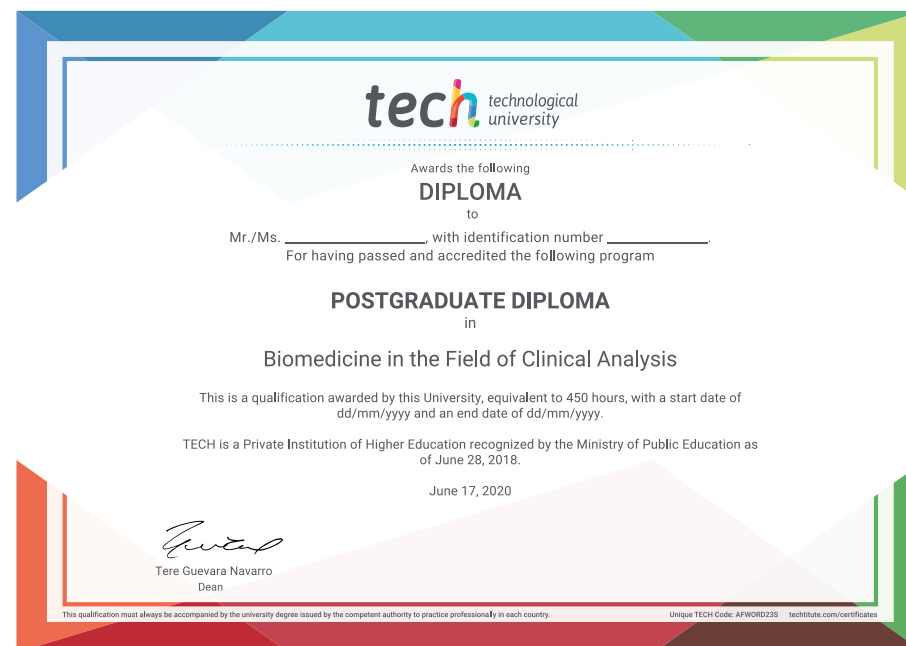 tech technological
university
Awards the following
DIPLOMA
to
Mr./Ms. ____________________, with identification number ______________.
For having passed and accredited the following program
POSTGRADUATE DIPLOMA
in
Biomedicine in the Field of Clinical Analysis
This is a qualification awarded by this University, equivalent to 450 hours, with a start date of
dd/mm/yyyy and an end date of dd/mm/yyyy.
TECH is a Private Institution of Higher Education recognized by the Ministry of Public Education as
of June 28, 2018.
June 17, 2020
Tere Guevara Navarro
Dean
This qualification must always be accompanied by the university degree issued by the competent authority to practice professionally in each country.
Unique TECH Code: AFWORD23S techtitute.com/certificates